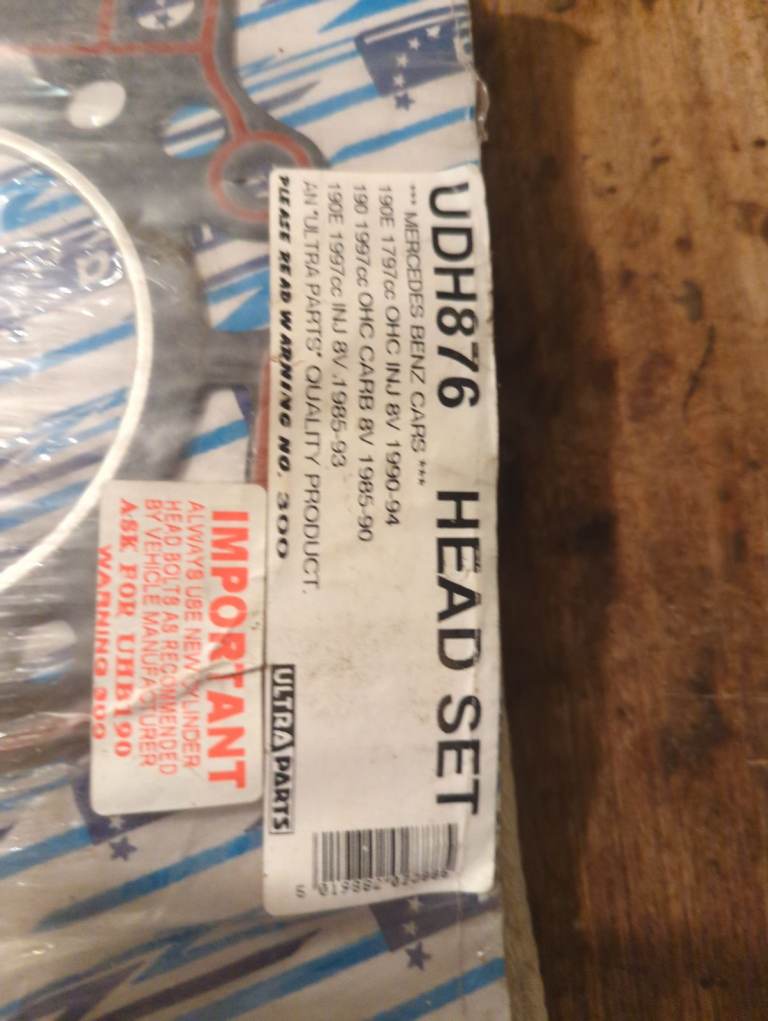 UDH876 HEAD SET
*** MERCEDES BENZ CARS ***
190E 1797cc OHC INJ 8V 1990-94
190 1997cc OHC CARB 8V 1985-90
190E 1997cc INJ 8V 1985-93
AN "ULTRA PARTS" QUALITY PRODUCT.
PLEASE READ WARNING NO. 300
ULTRA PARTS
IMPORTANT
ALWAYS USE NEW CYLINDER
HEAD BOLTS AS RECOMMENDED
BY VEHICLE MANUFACTURER
ASK FOR UHB190
WARNING